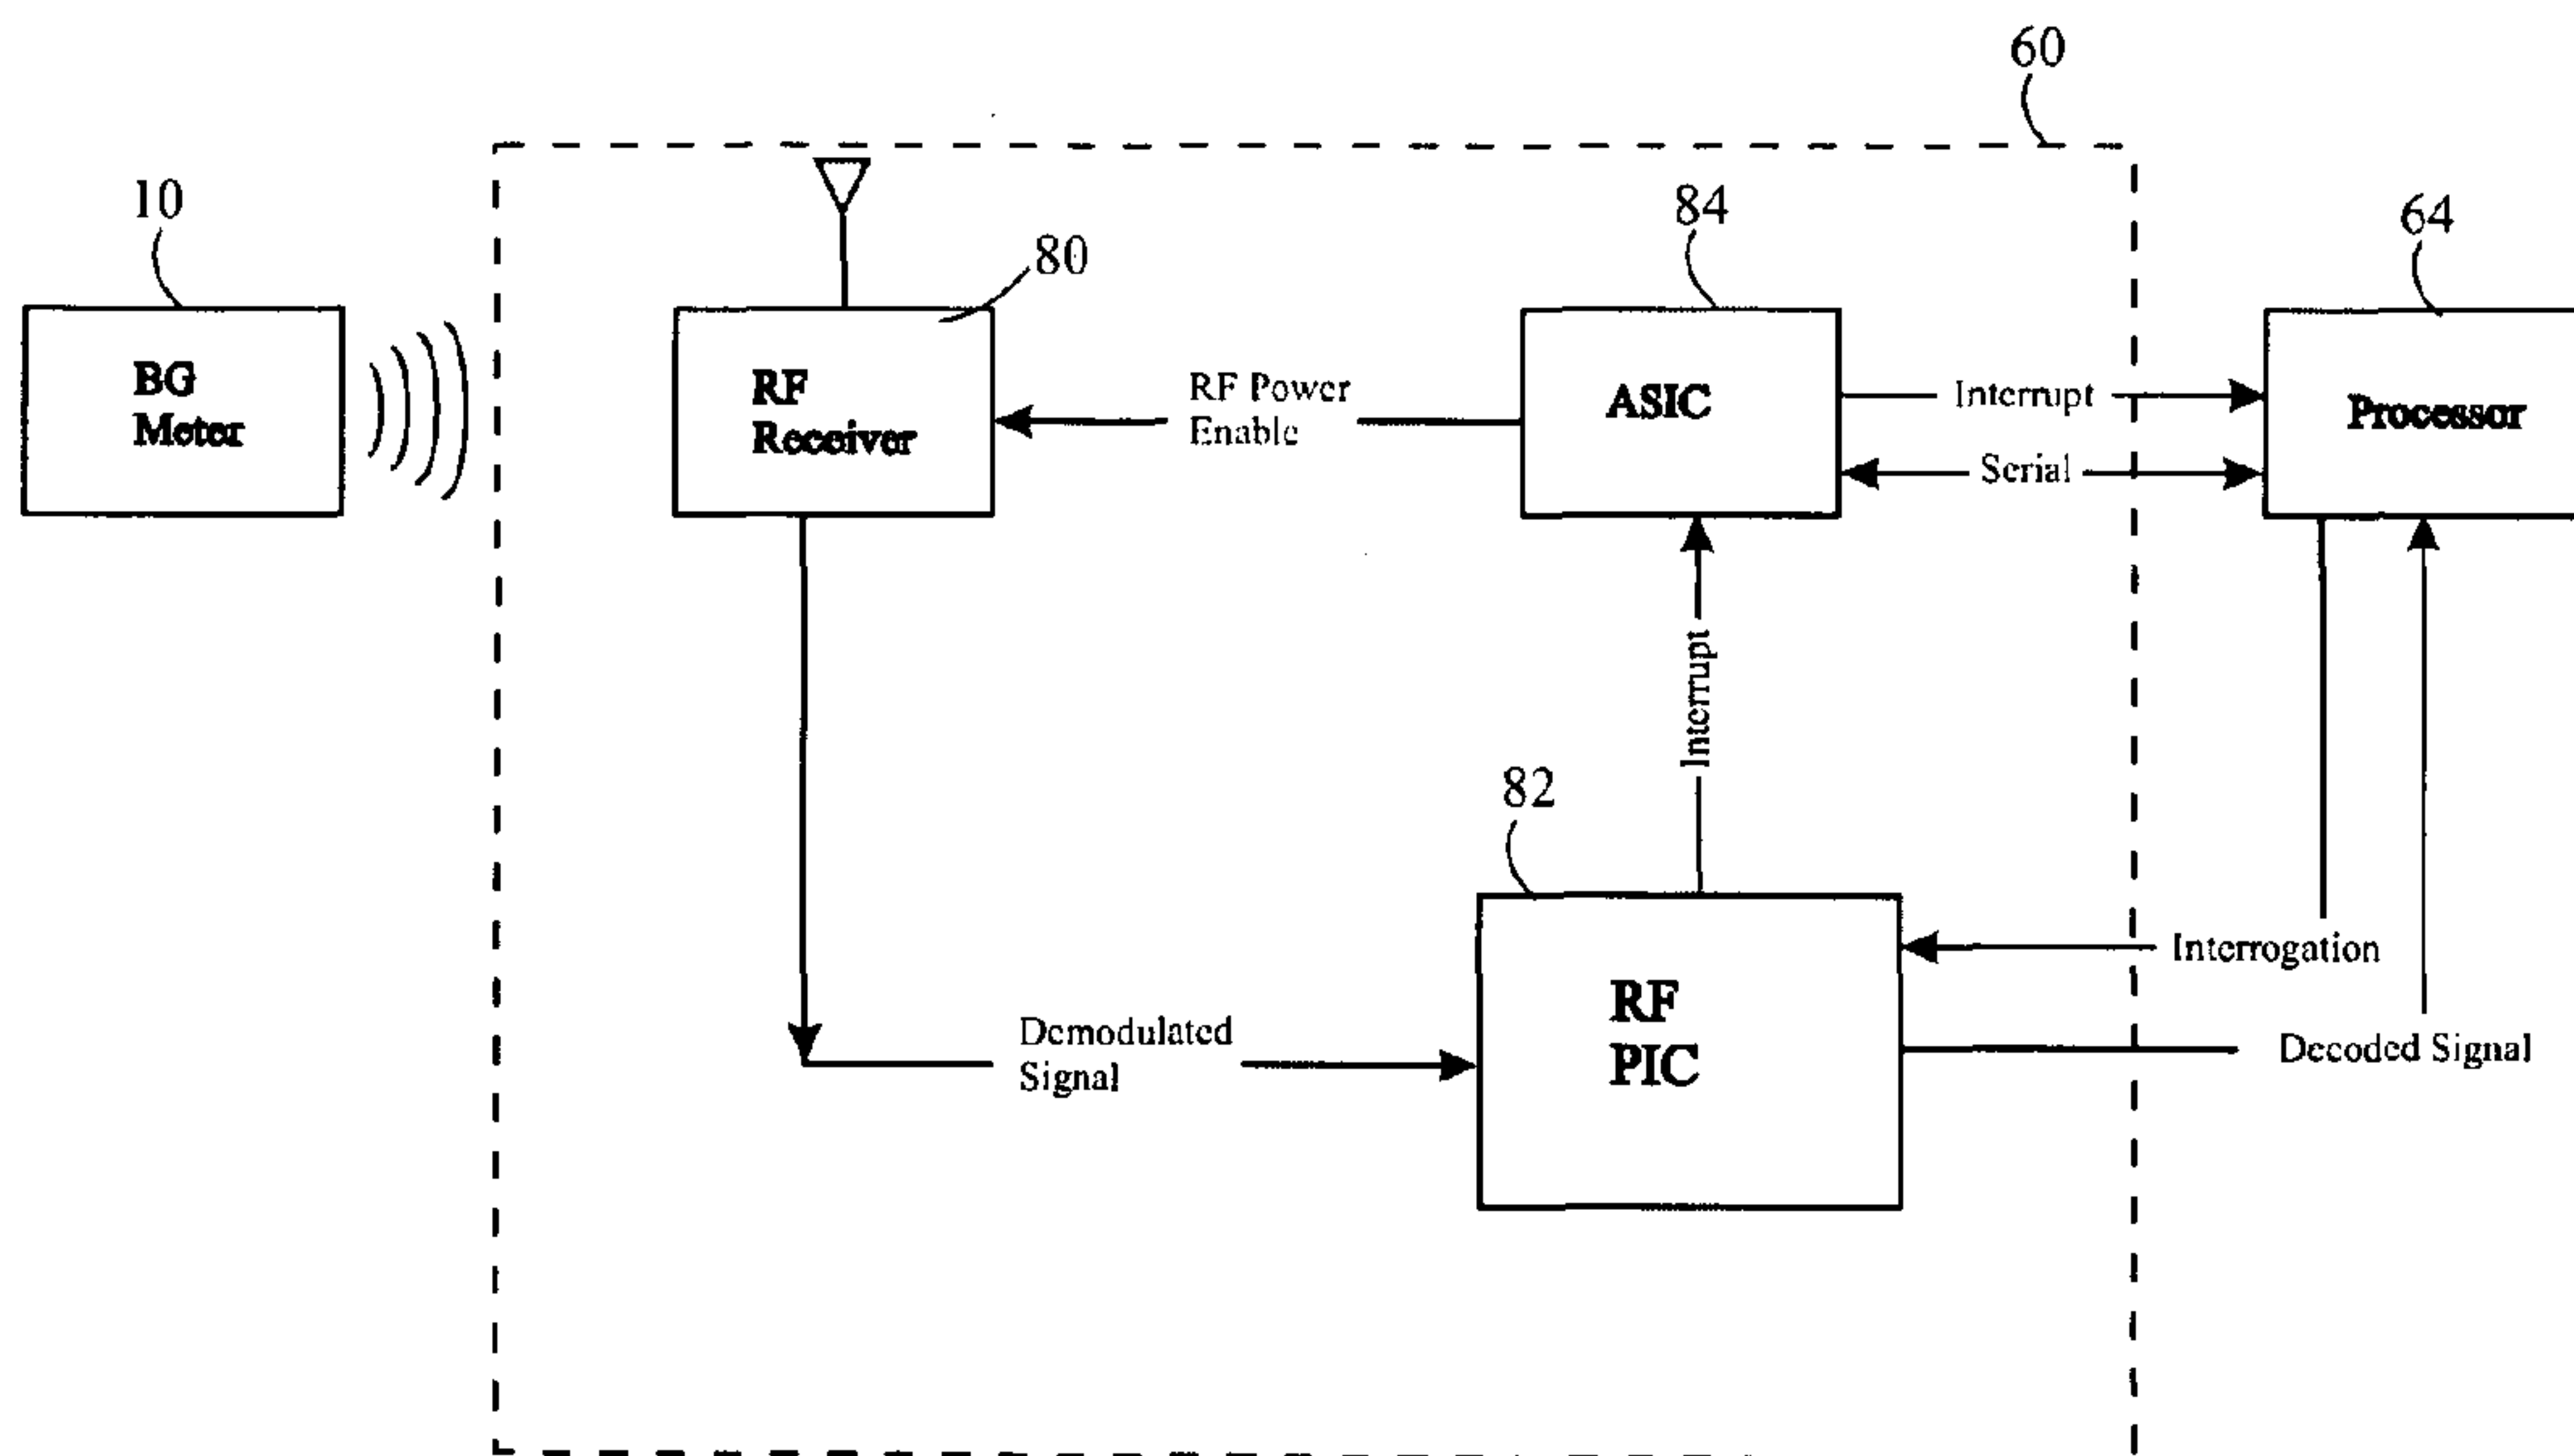 60
10
84
64
80
BG
Meter
RF
Receiver
RF Power
Enable
ASIC
Interrupt
Serial
Processor
Interrupt
82
Interrogation
RF
PIC
Demodulated
Signal
Decoded Signal